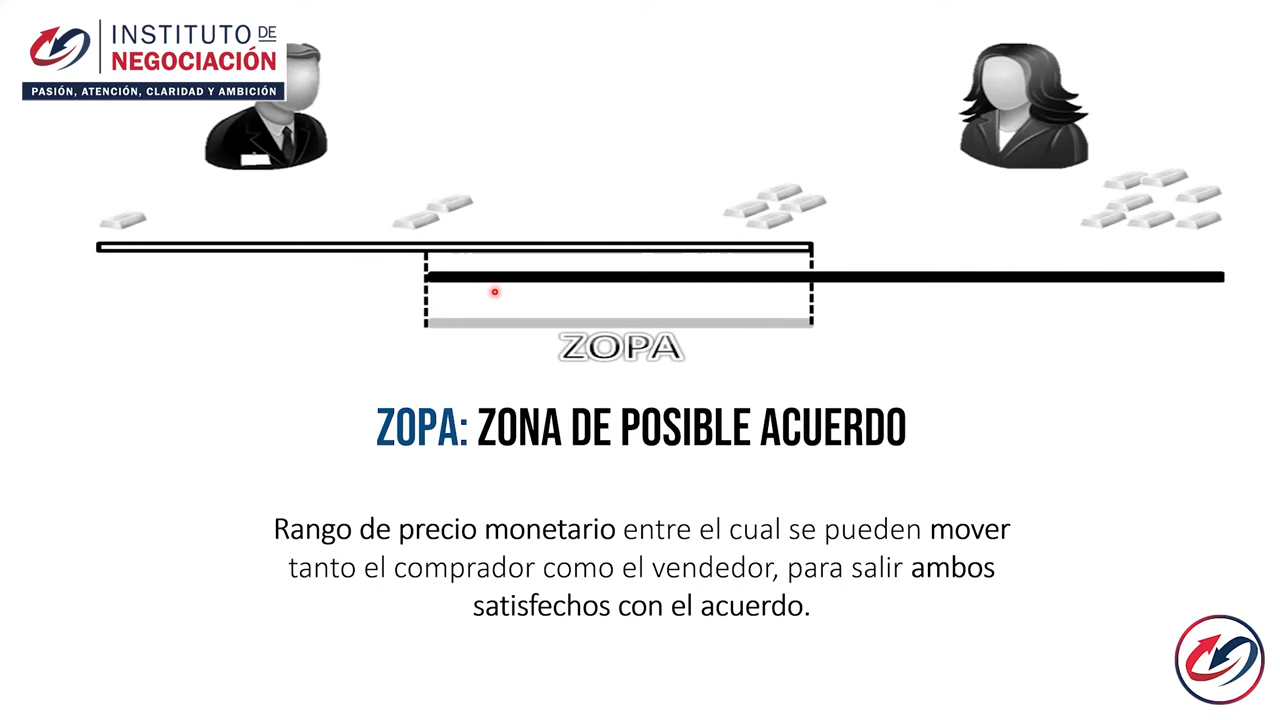 INSTITUTO DE
NEGOCIACIÓN
PASIÓN, ATENCIÓN, CLARIDAD Y AMBICIÓN
ZOPA
ZOPA: ZONA DE POSIBLE ACUERDO
Rango de precio monetario entre el cual se pueden mover
tanto el comprador como el vendedor, para salir ambos
satisfechos con el acuerdo.